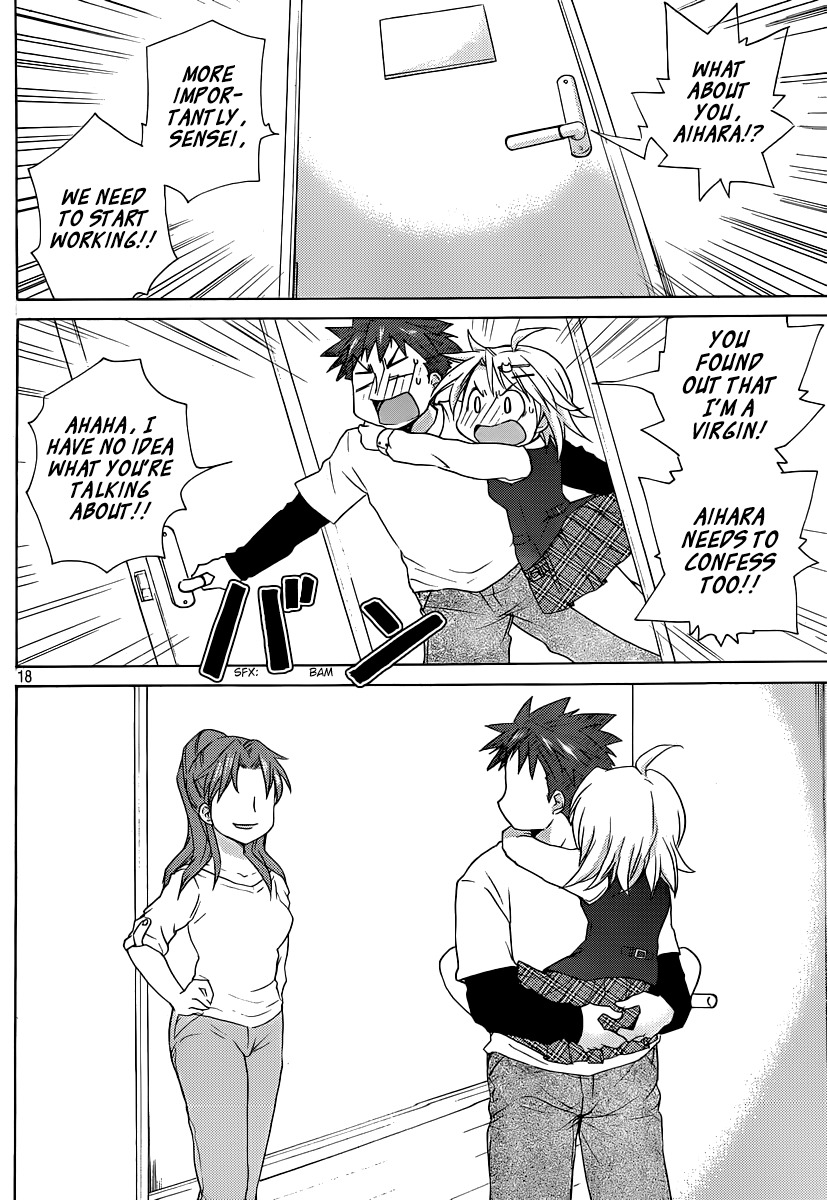 WHAT
ABOUT
YOU,
AIHARA!?
MORE
IMPOR-
TANTLY,
SENSEI,
WE NEED
TO START
WORKING!!
YOU
FOUND
OUT THAT
I'M A
VIRGIN!
AIHARA
NEEDS TO
CONFESS
TOO!!
AHAHA, I
HAVE NO IDEA
WHAT YOU'RE
TALKING
ABOUT!!
バン
SFX: BAM
18